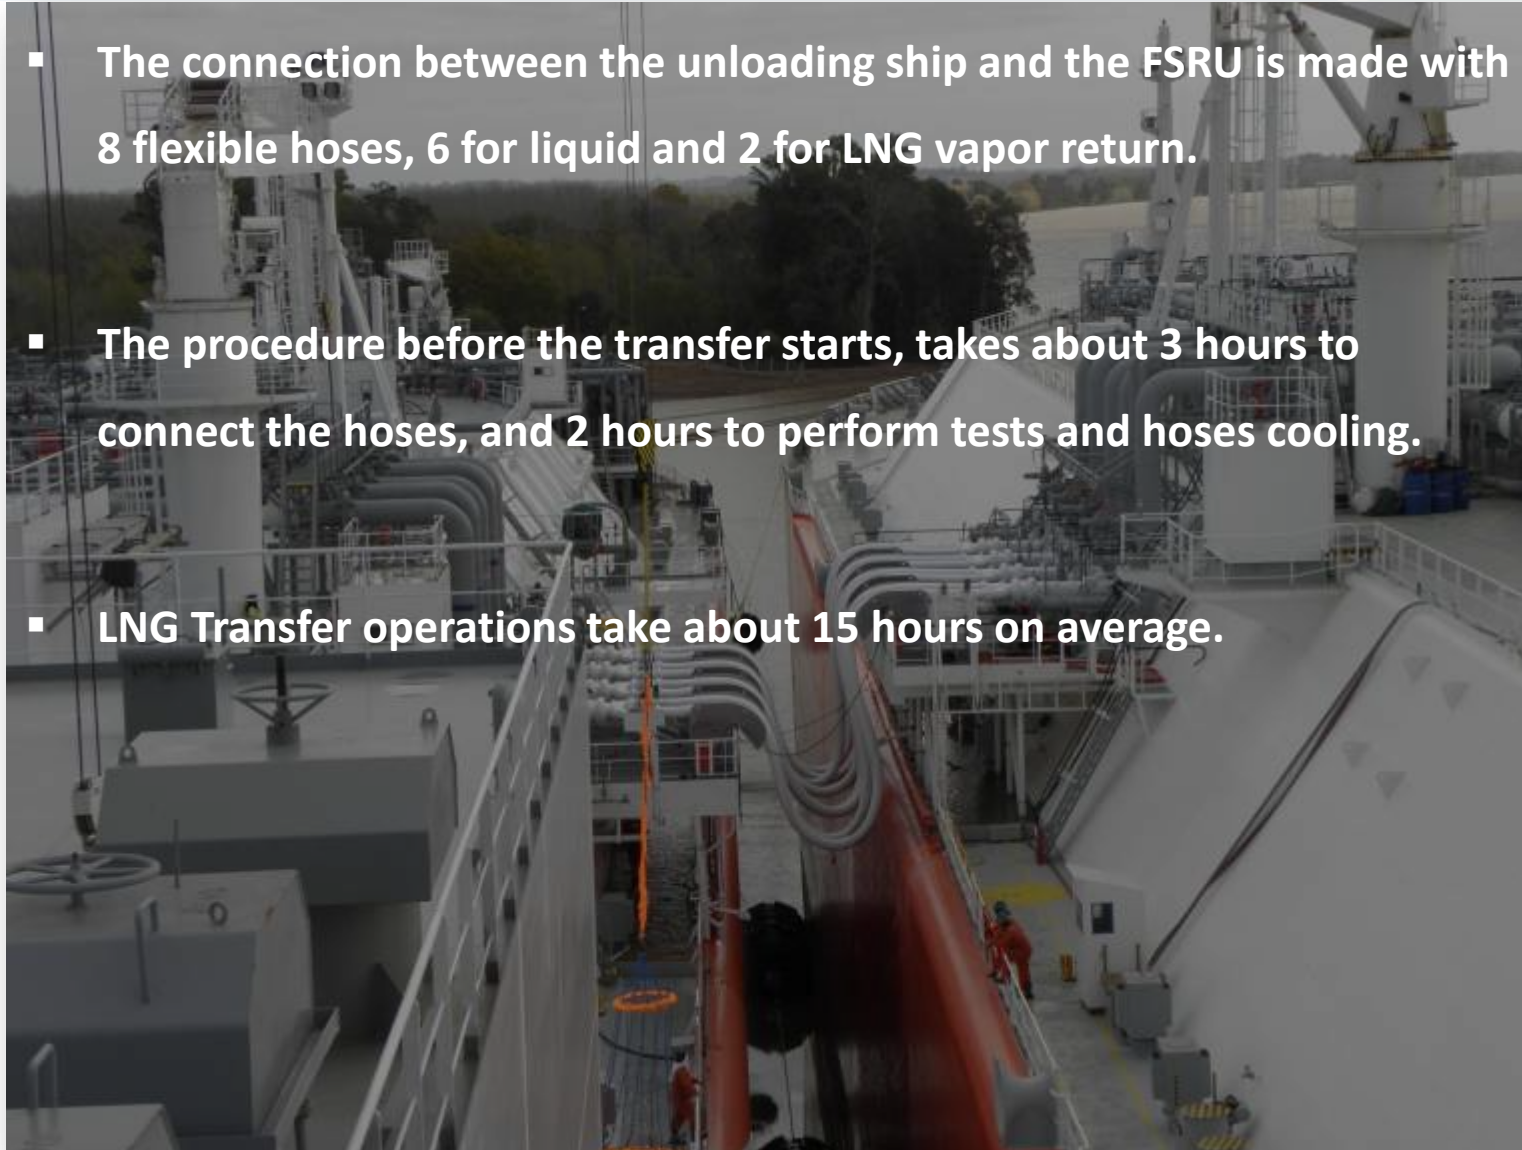 ▪ The connection between the unloading ship and the FSRU is made with
8 flexible hoses, 6 for liquid and 2 for LNG vapor return.
▪ The procedure before the transfer starts, takes about 3 hours to
connect the hoses, and 2 hours to perform tests and hoses cooling.
▪ LNG Transfer operations take about 15 hours on average.